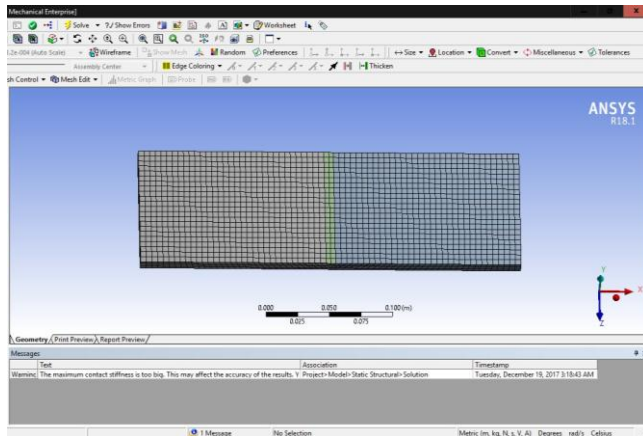 Mechanical Enterprise]
Solve ?/ Show Errors Worksheet
Wireframe Show Mesh Random Preferences Size Location Convert Miscellaneous Tolerances
Assembly Center Edge Coloring Thicken
sh Control Mesh Edit Metric Graph Probe
ANSYS
R18.1
0.000 0.050 0.100 (m)
0.025 0.075
Y
X
Z
Geometry Print Preview Report Preview
Messages
Text Association Timestamp
Warning The maximum contact stiffness is too big. This may affect the accuracy of the results. Y Project>Model>Static Structural>Solution Tuesday, December 19, 2017 3:18:43 AM
1 Message No Selection Metric (m, kg, N, s, V, A) Degrees rad/s Celsius